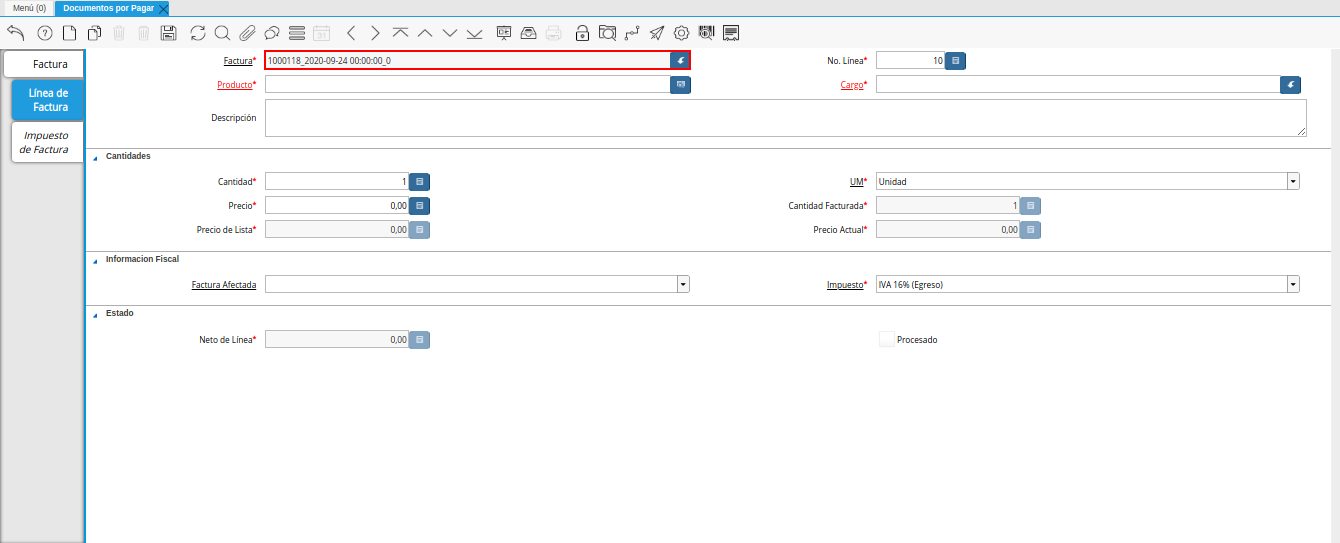 Menú (0) Documentos por Pagar
Factura
Línea de
Factura
Impuesto
de Factura
Factura* 1000118_2020-09-24 00:00:00_0 No. Línea* 10
Producto* Cargo*
Descripción
Cantidades
Cantidad* 1 UM* Unidad
Precio* 0,00 Cantidad Facturada* 1
Precio de Lista* 0,00 Precio Actual* 0,00
Informacion Fiscal
Factura Afectada Impuesto* IVA 16% (Egreso)
Estado
Neto de Línea* 0,00 Procesado